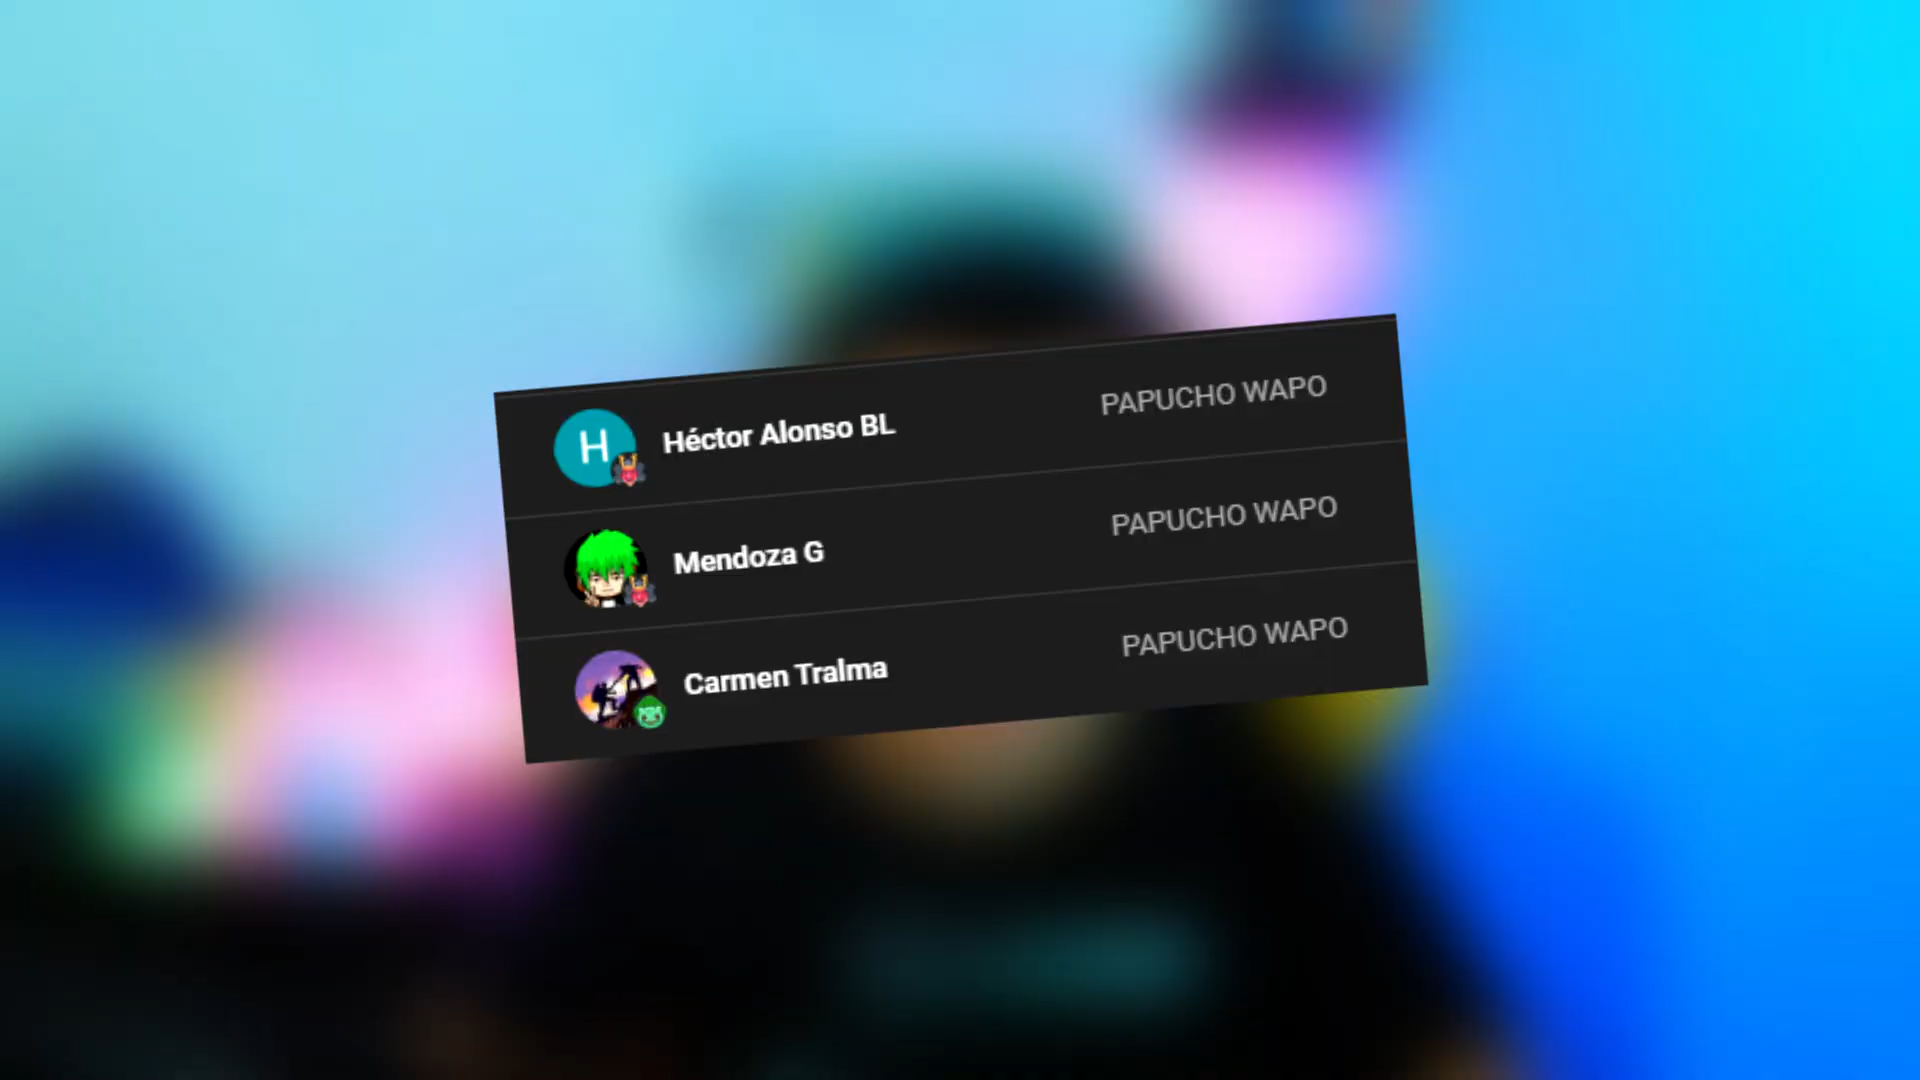 H
Héctor Alonso BL
PAPUCHO WAPO
Mendoza G
PAPUCHO WAPO
Carmen Tralma
PAPUCHO WAPO